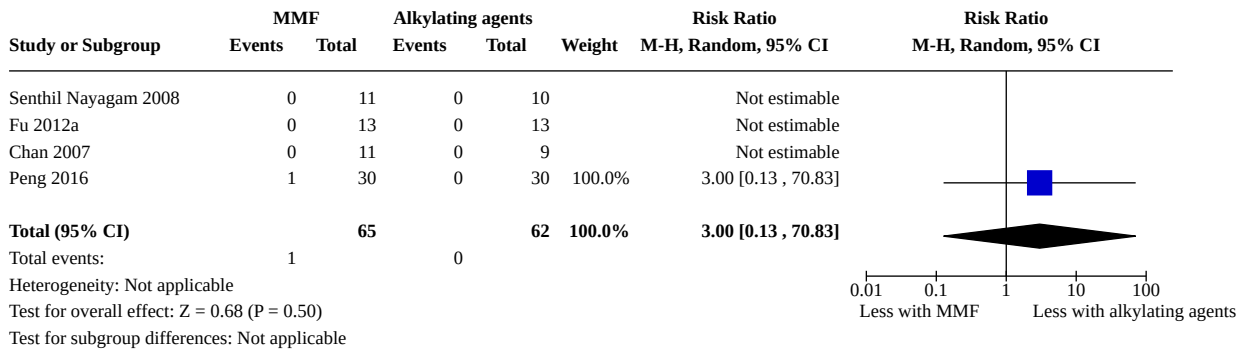 MMF Alkylating agents Risk Ratio Risk Ratio
Study or Subgroup Events Total Events Total Weight M-H, Random, 95% CI M-H, Random, 95% CI
Senthil Nayagam 2008 0 11 0 10 Not estimable
Fu 2012a 0 13 0 13 Not estimable
Chan 2007 0 11 0 9 Not estimable
Peng 2016 1 30 0 30 100.0% 3.00 [0.13 , 70.83]
Total (95% CI) 65 62 100.0% 3.00 [0.13 , 70.83]
Total events: 1 0
Heterogeneity: Not applicable
Test for overall effect: Z = 0.68 (P = 0.50)
Test for subgroup differences: Not applicable
0.01 0.1 1 10 100
Less with MMF Less with alkylating agents